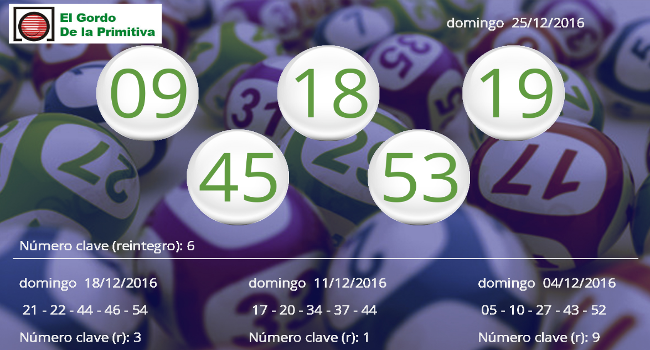 El Gordo
De la Primitiva
domingo 25/12/2016
09 18 19
45 53
Número clave (reintegro): 6
domingo 18/12/2016 domingo 11/12/2016 domingo 04/12/2016
21 - 22 - 44 - 46 - 54 17 - 20 - 34 - 37 - 44 05 - 10 - 27 - 43 - 52
Número clave (r): 3 Número clave (r): 1 Número clave (r): 9